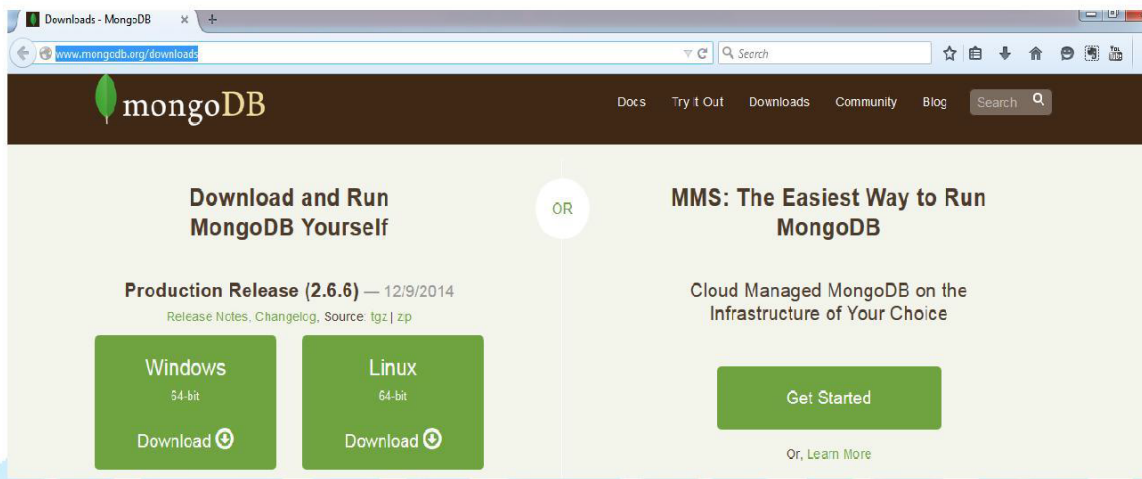 Downloads - MongoDB
www.mongodb.org/downloads
Search
mongoDB
Docs Try It Out Downloads Community Blog Search
Download and Run
MongoDB Yourself
Production Release (2.6.6) — 12/9/2014
Release Notes, Changelog, Source: tgz | zip
Windows
64-bit
Download
Linux
64-bit
Download
OR
MMS: The Easiest Way to Run
MongoDB
Cloud Managed MongoDB on the
Infrastructure of Your Choice
Get Started
Or, Learn More